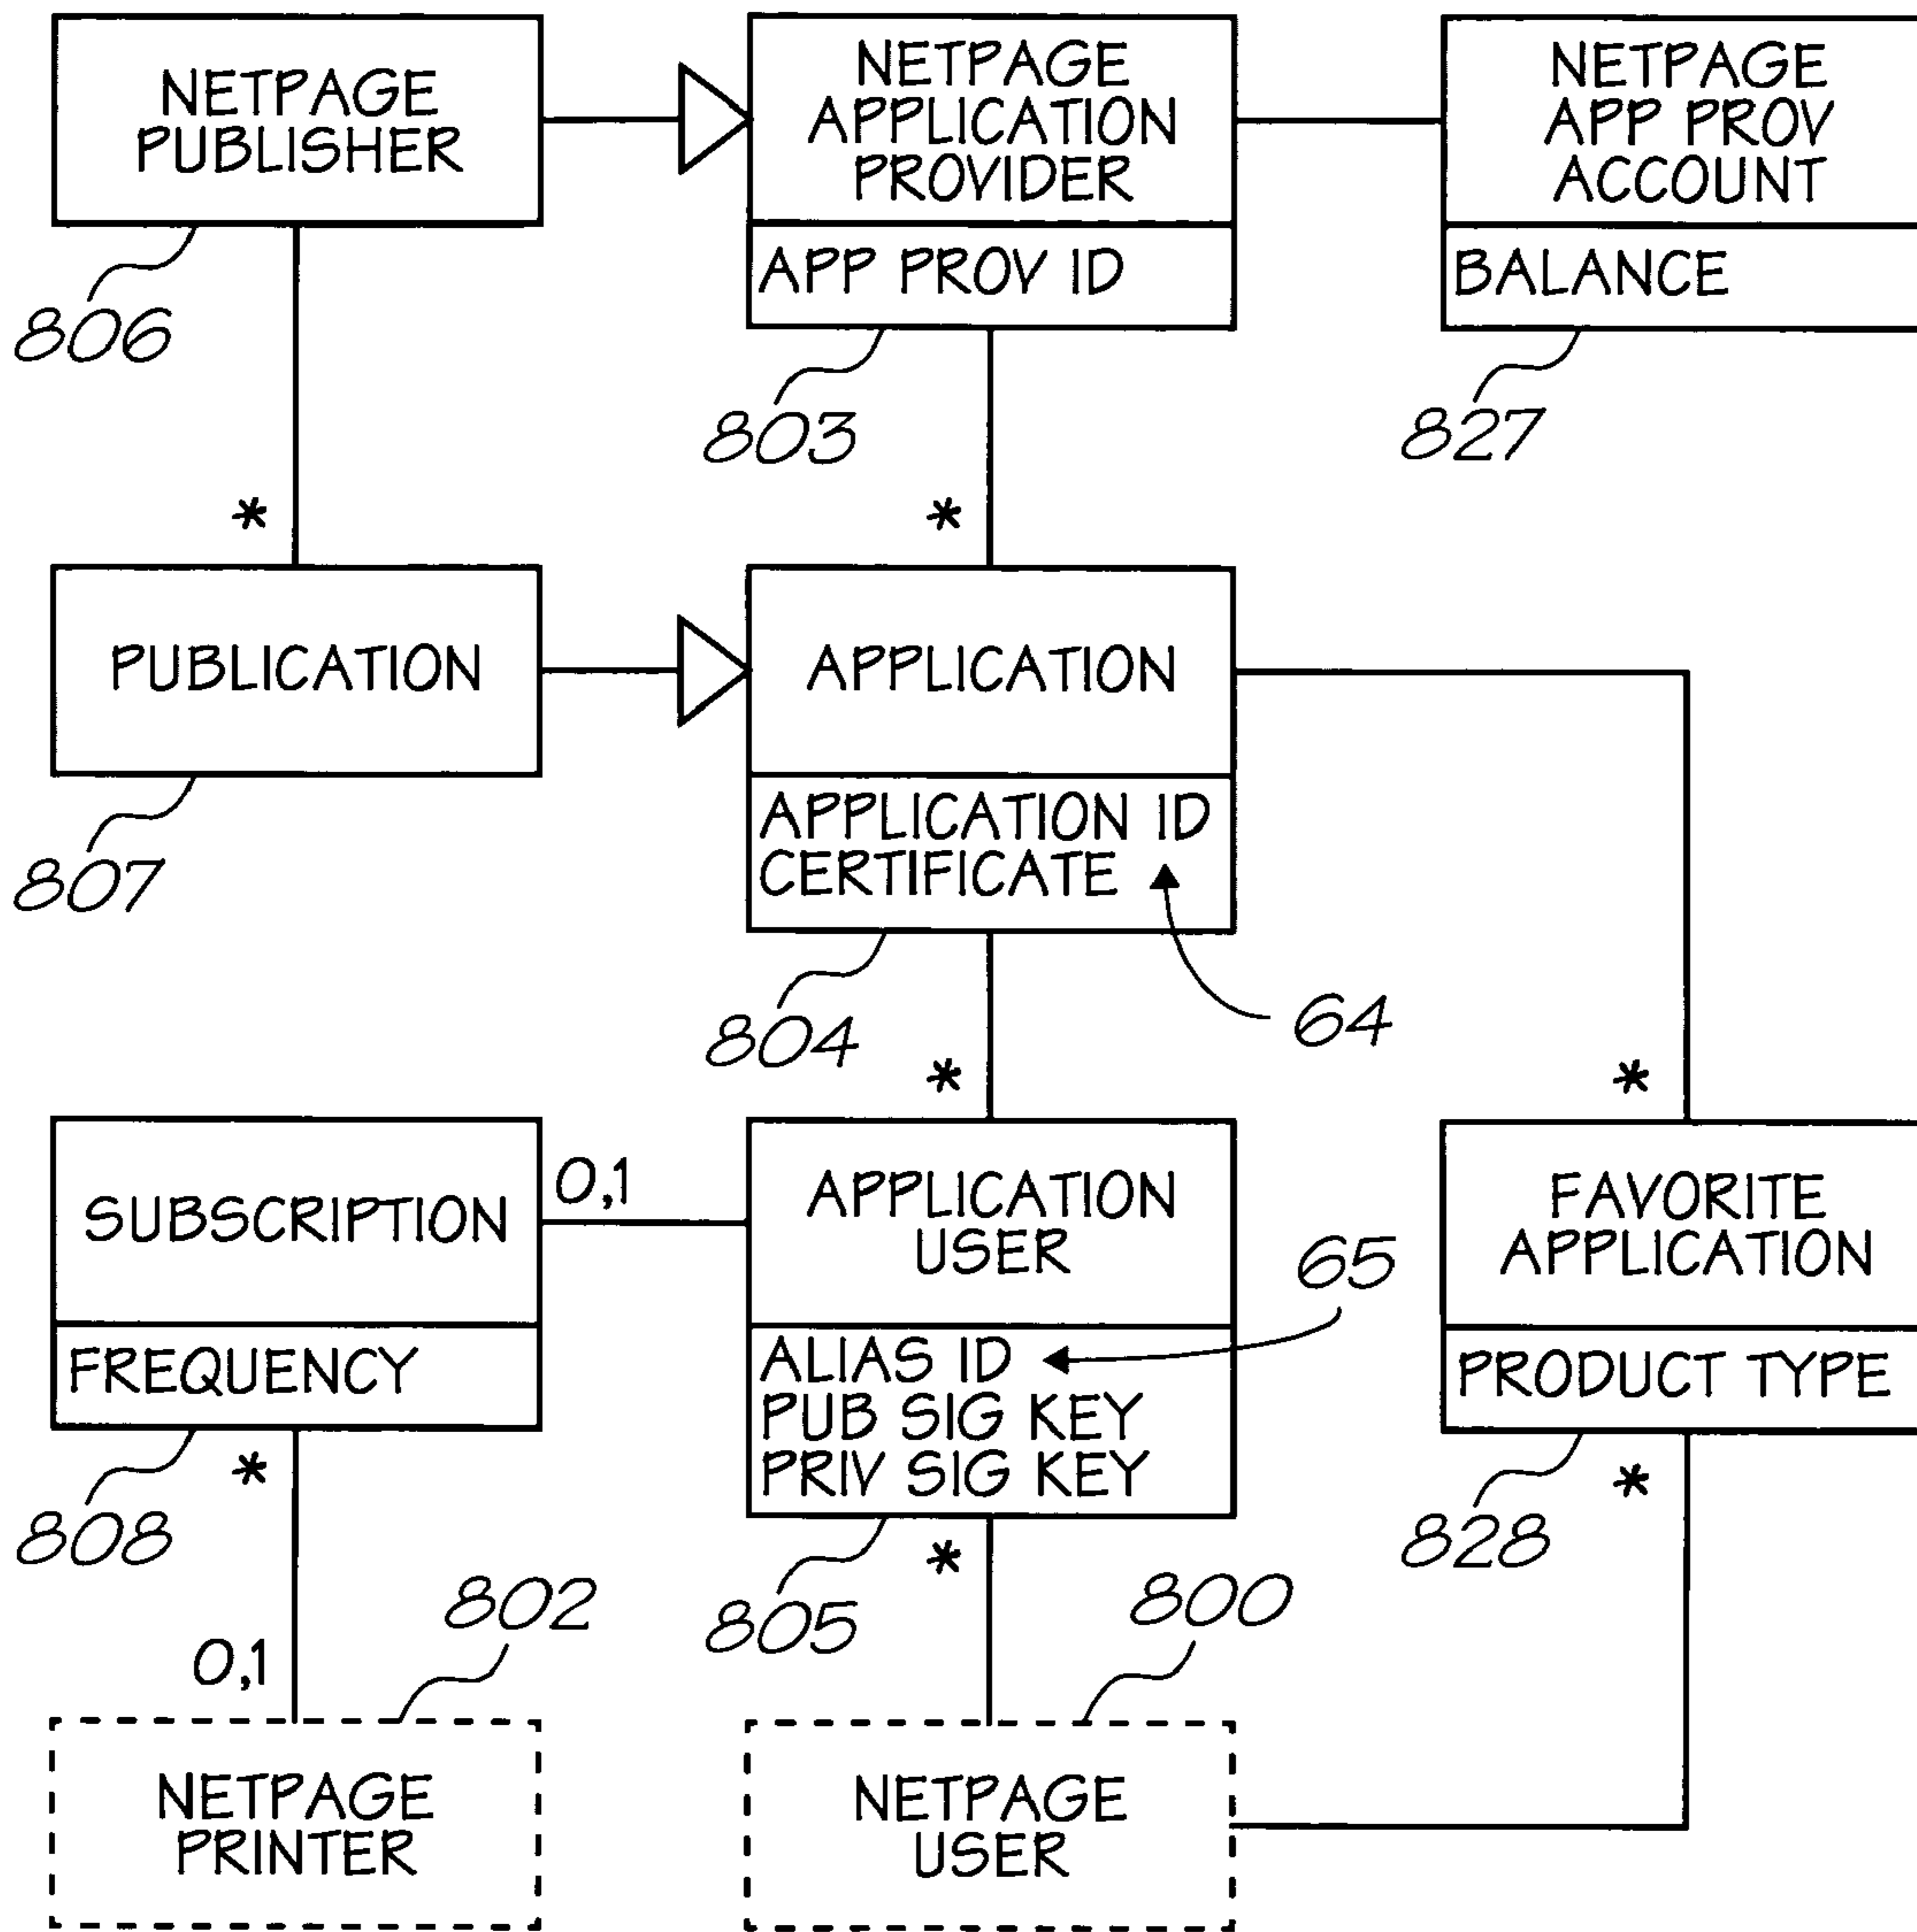 NETPAGE
PUBLISHER
NETPAGE
APPLICATION
PROVIDER
APP PROV ID
NETPAGE
APP PROV
ACCOUNT
BALANCE
806
803
827
*
*
PUBLICATION
APPLICATION
APPLICATION ID
CERTIFICATE
807
804
64
*
*
SUBSCRIPTION
FREQUENCY
0,1
APPLICATION
USER
ALIAS ID
PUB SIG KEY
PRIV SIG KEY
65
FAVORITE
APPLICATION
PRODUCT TYPE
808
*
805
*
828
*
802
800
0,1
NETPAGE
PRINTER
NETPAGE
USER